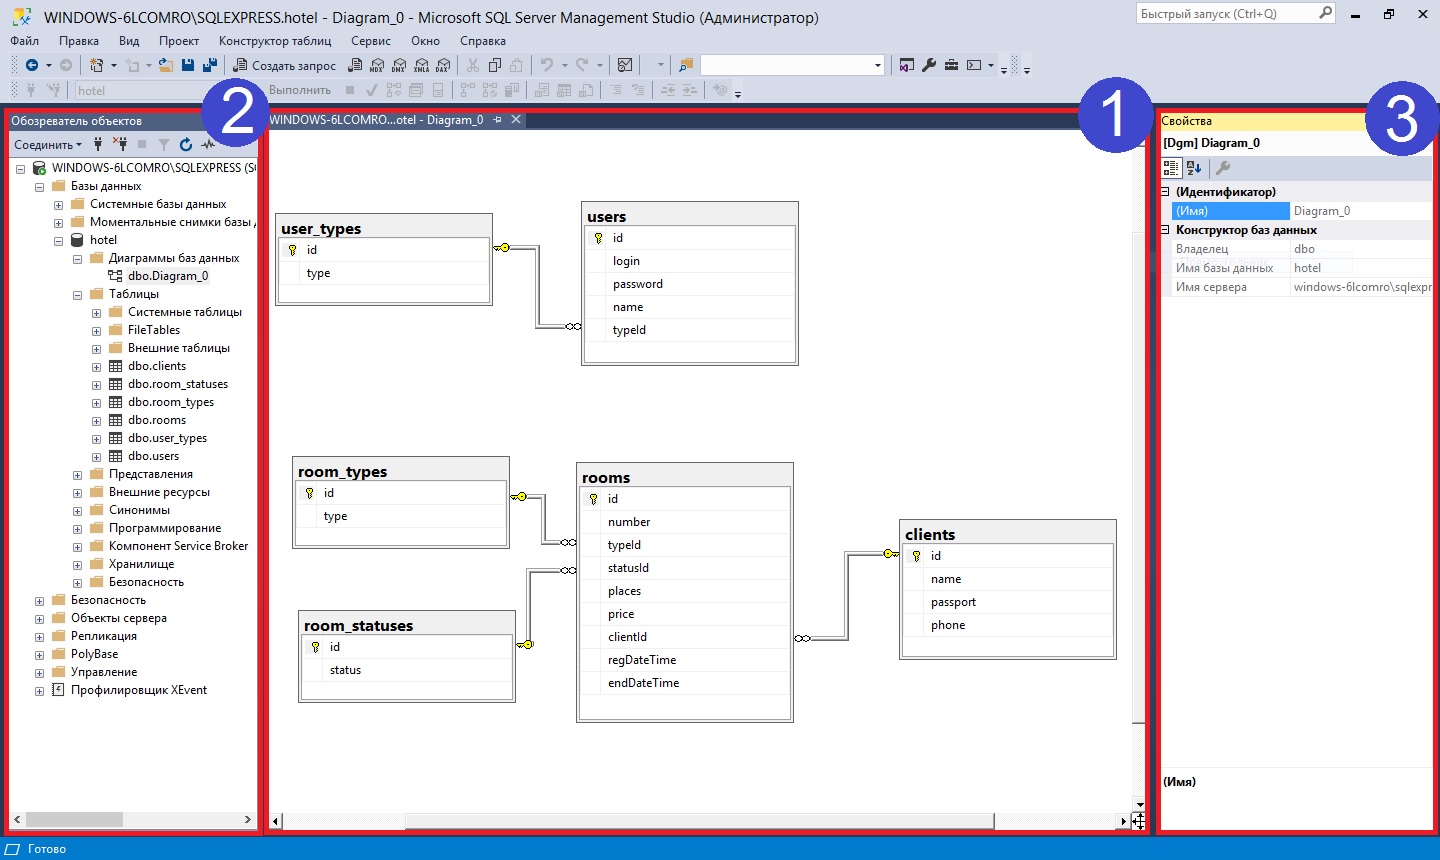 WINDOWS-6LCOMRO\SQLEXPRESS.hotel - Diagram_0 - Microsoft SQL Server Management Studio (Администратор)
Быстрый запуск (Ctrl+Q)
Файл Правка Вид Проект Конструктор таблиц Сервис Окно Справка
Создать запрос MDX DMX XMLA DAX
hotel Выполнить
2
1
3
Обозреватель объектов
Соединить
WINDOWS-6LCOMRO\SQLEXPRESS (SQ
Базы данных
Системные базы данных
Моментальные снимки базы
hotel
Диаграммы баз данных
dbo.Diagram_0
Таблицы
Системные таблицы
FileTables
Внешние таблицы
dbo.clients
dbo.room_statuses
dbo.room_types
dbo.rooms
dbo.user_types
dbo.users
Представления
Внешние ресурсы
Синонимы
Программирование
Компонент Service Broker
Хранилище
Безопасность
Безопасность
Объекты сервера
Репликация
PolyBase
Управление
Профилировщик XEvent
WINDOWS-6LCOMRO...otel - Diagram_0
user_types
id
type
users
id
login
password
name
typeId
room_types
id
type
room_statuses
id
status
rooms
id
number
typeId
statusId
places
price
clientId
regDateTime
endDateTime
clients
id
name
passport
phone
Свойства
[Dgm] Diagram_0
(Идентификатор)
(Имя) Diagram_0
Конструктор баз данных
Владелец dbo
Имя базы данных hotel
Имя сервера windows-6lcomro\sqlexpr
(Имя)
Готово